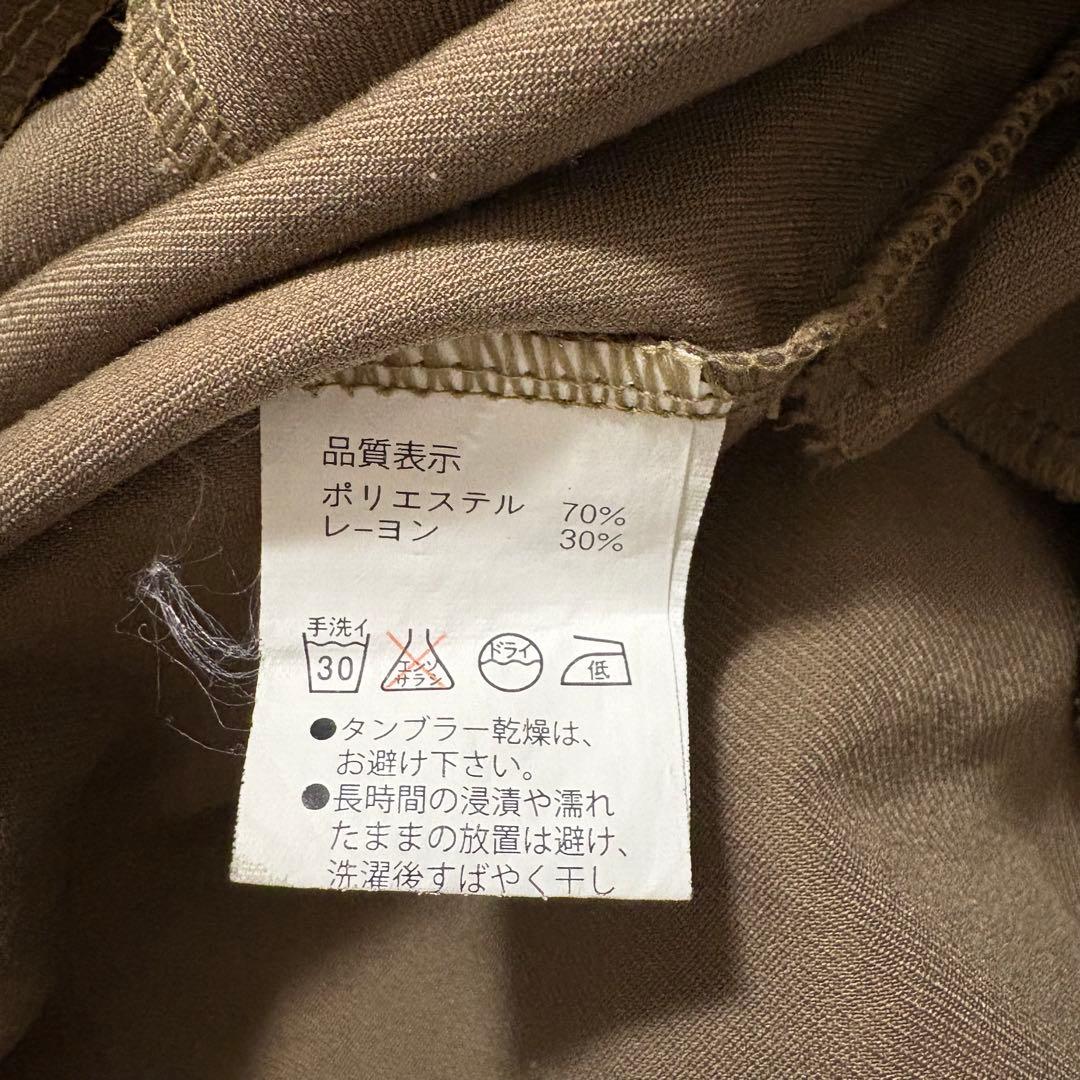 品質表示
ポリエステル 70%
レーヨン 30%
手洗イ
30
エンソ
サラシ
ドライ
低
●タンブラー乾燥は、
お避け下さい。
●長時間の浸漬や濡れ
たままの放置は避け、
洗濯後すばやく干し